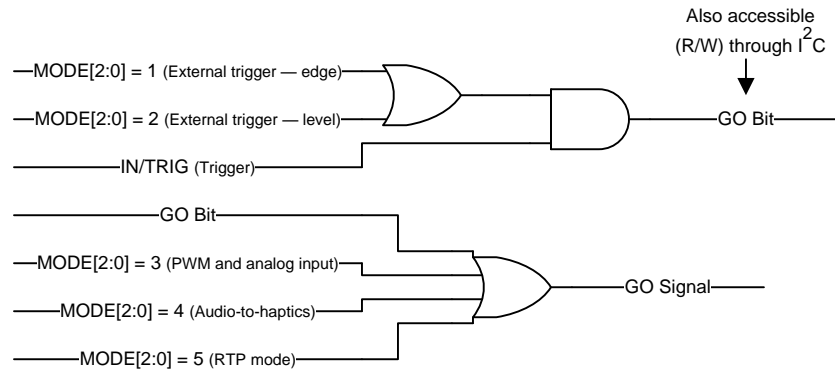 Also accessible
(R/W) through I²C
MODE[2:0] = 1 (External trigger — edge)
MODE[2:0] = 2 (External trigger — level)
GO Bit
IN/TRIG (Trigger)
GO Bit
MODE[2:0] = 3 (PWM and analog input)
GO Signal
MODE[2:0] = 4 (Audio-to-haptics)
MODE[2:0] = 5 (RTP mode)